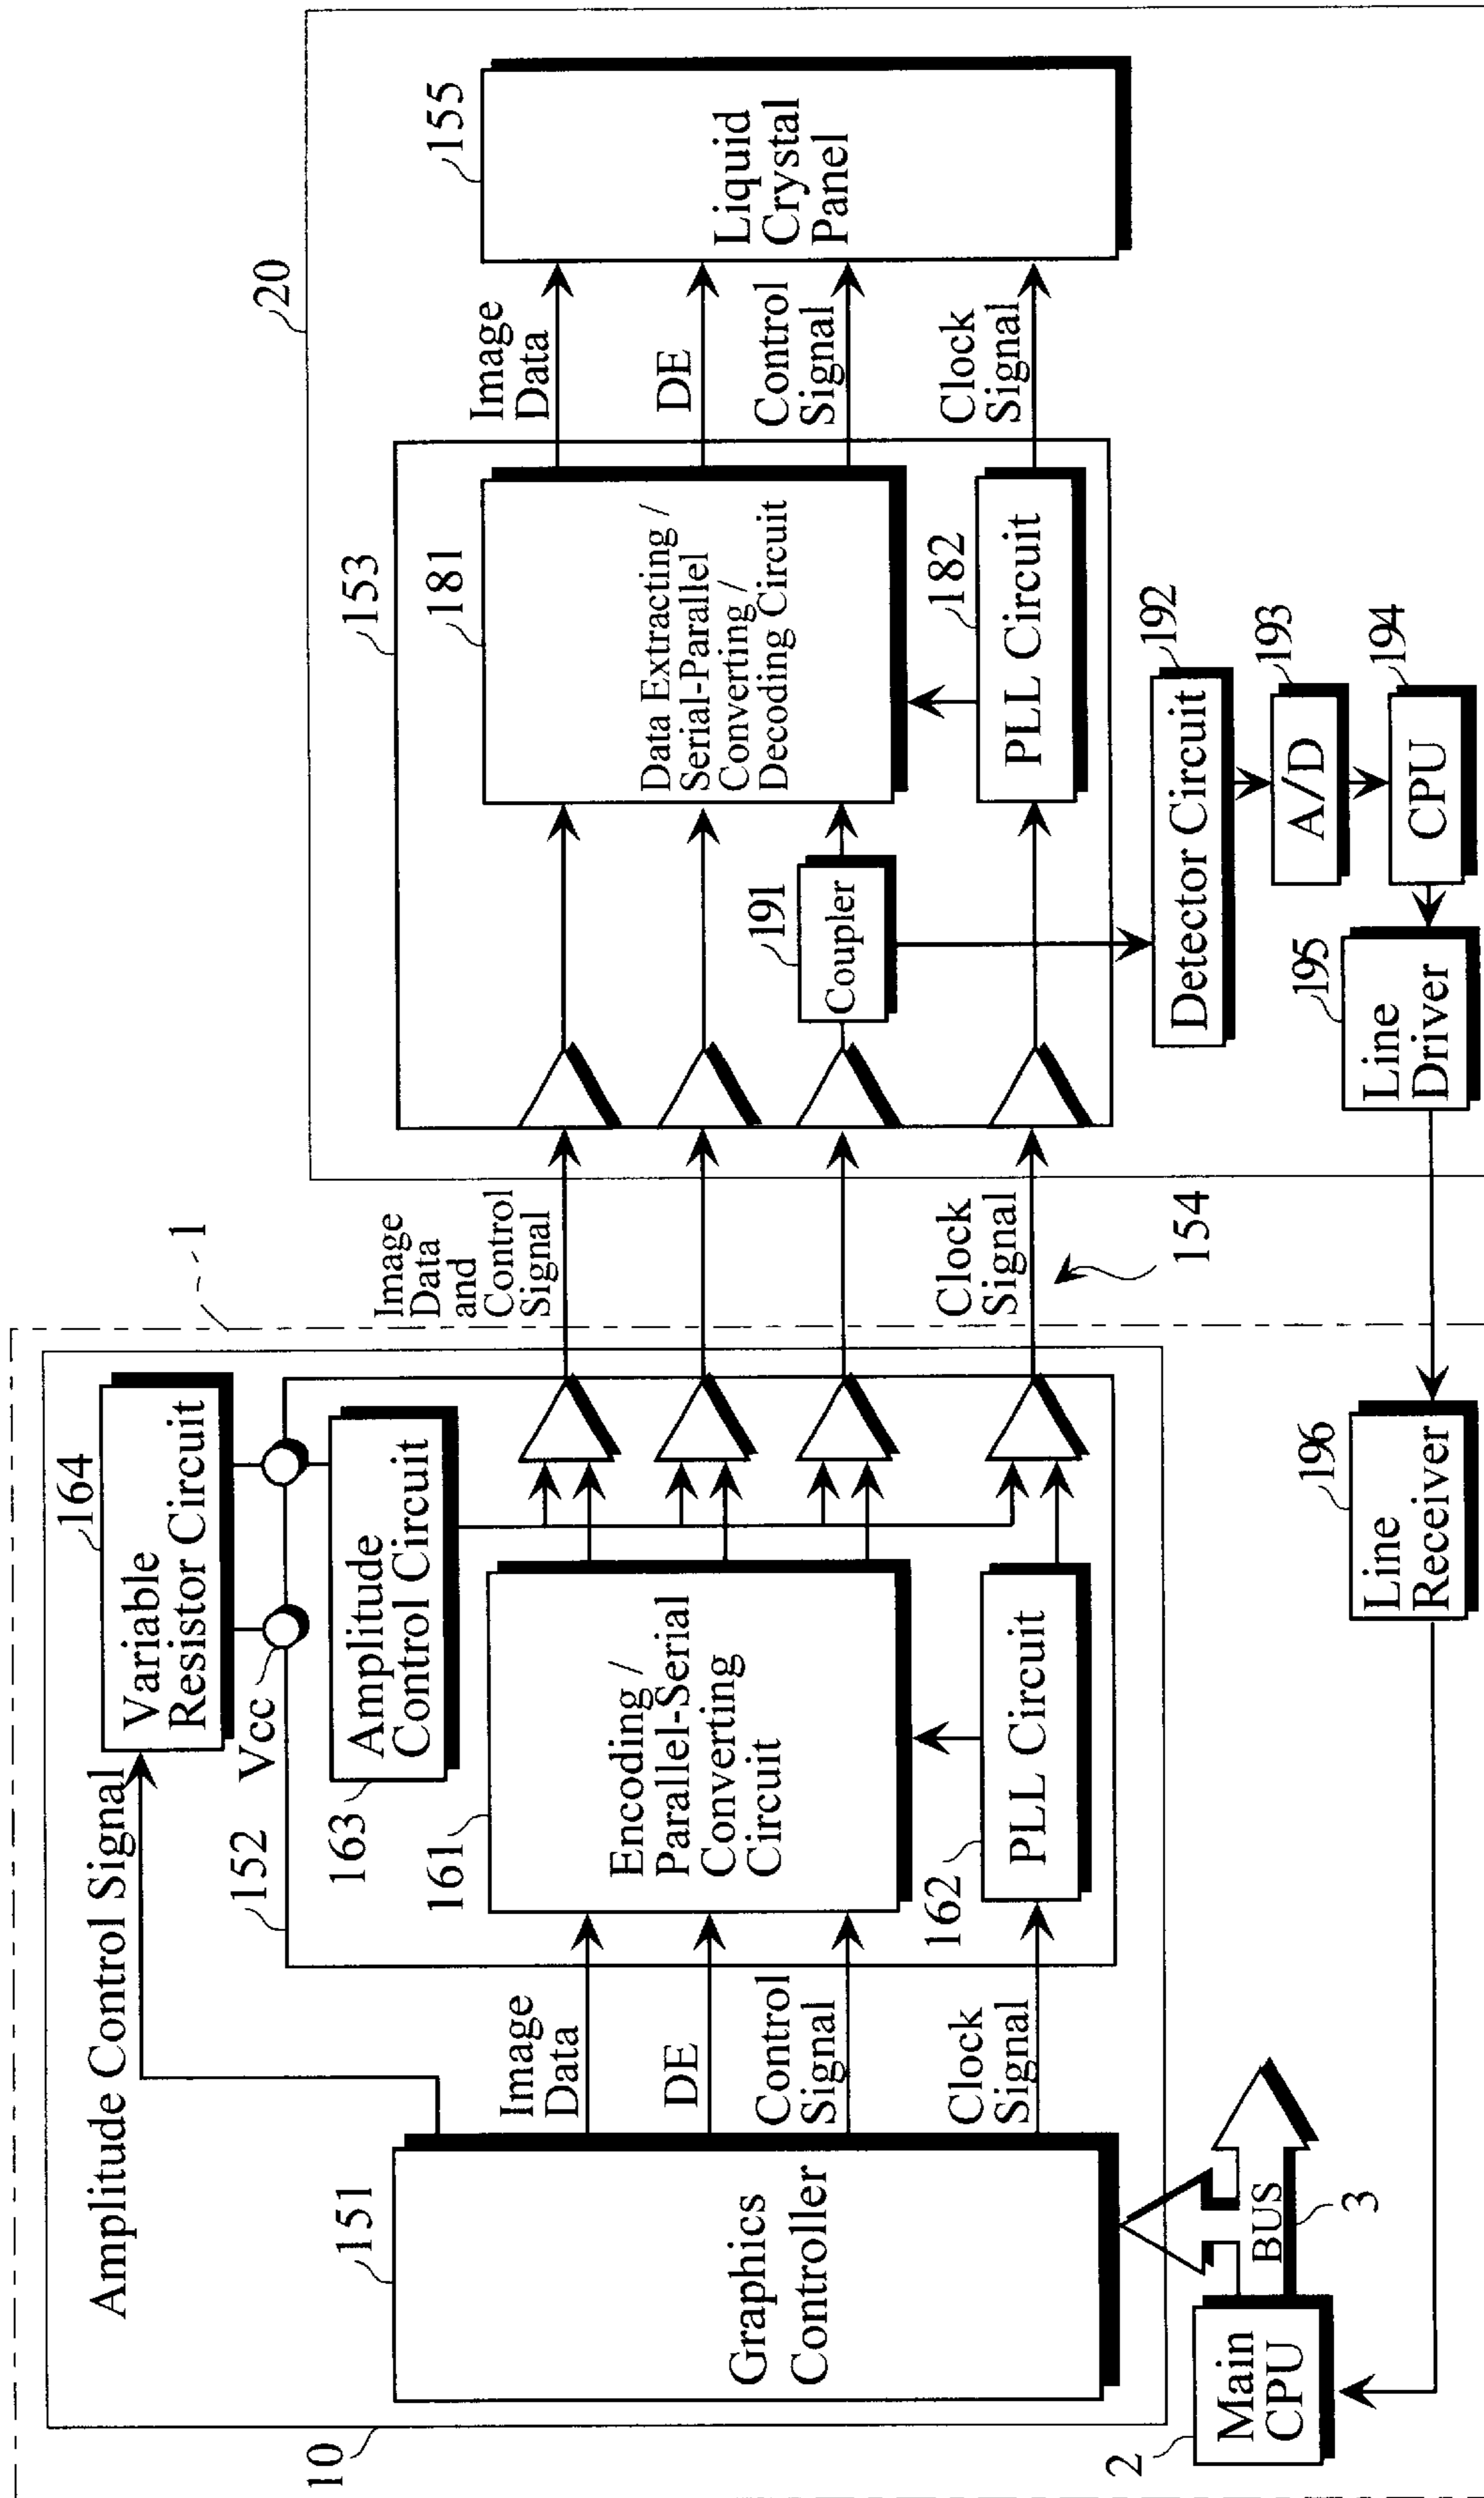 1
10
Amplitude Control Signal
164
Variable
Resistor Circuit
Vcc
152
163
Amplitude
Control Circuit
151
Graphics
Controller
Image
Data
DE
Control
Signal
Clock
Signal
161
Encoding /
Parallel-Serial
Converting
Circuit
162
PLL Circuit
2
Main
CPU
BUS
3
Image
Data
and
Control
Signal
Clock
Signal
154
196
Line
Receiver
20
153
181
Data Extracting /
Serial-Parallel
Converting /
Decoding Circuit
191
Coupler
182
PLL Circuit
Image
Data
DE
Control
Signal
Clock
Signal
155
Liquid
Crystal
Panel
192
Detector Circuit
193
A/D
194
CPU
195
Line
Driver